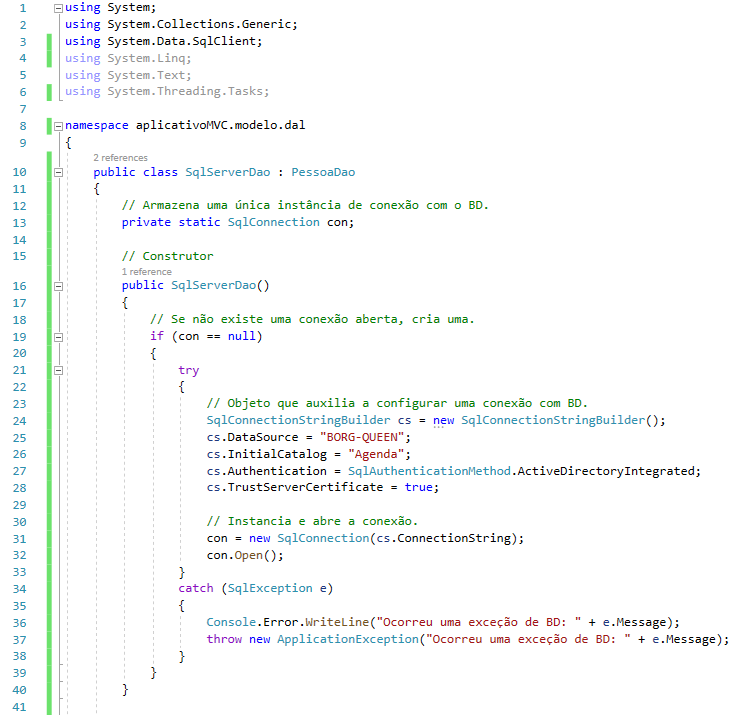 1 using System;
2 using System.Collections.Generic;
3 using System.Data.SqlClient;
4 using System.Linq;
5 using System.Text;
6 using System.Threading.Tasks;
7
8 namespace aplicativoMVC.modelo.dal
9 {
2 references
10 public class SqlServerDao : PessoaDao
11 {
12 // Armazena uma única instância de conexão com o BD.
13 private static SqlConnection con;
14
15 // Construtor
1 reference
16 public SqlServerDao()
17 {
18 // Se não existe uma conexão aberta, cria uma.
19 if (con == null)
20 {
21 try
22 {
23 // Objeto que auxilia a configurar uma conexão com BD.
24 SqlConnectionStringBuilder cs = new SqlConnectionStringBuilder();
25 cs.DataSource = "BORG-QUEEN";
26 cs.InitialCatalog = "Agenda";
27 cs.Authentication = SqlAuthenticationMethod.ActiveDirectoryIntegrated;
28 cs.TrustServerCertificate = true;
29
30 // Instancia e abre a conexão.
31 con = new SqlConnection(cs.ConnectionString);
32 con.Open();
33 }
34 catch (SqlException e)
35 {
36 Console.Error.WriteLine("Ocorreu uma exceção de BD: " + e.Message);
37 throw new ApplicationException("Ocorreu uma exceção de BD: " + e.Message);
38 }
39 }
40 }
41